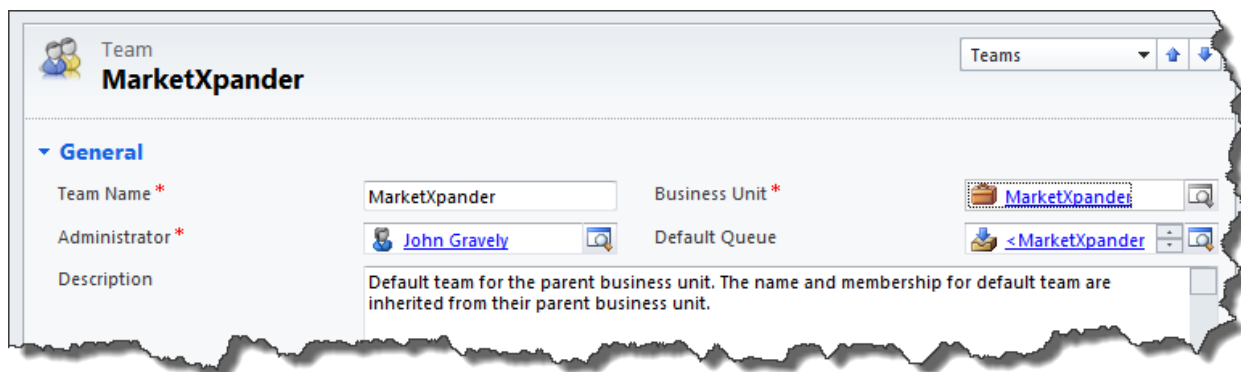 Team
MarketXpander
Teams
General
Team Name * MarketXpander Business Unit * MarketXpander
Administrator * John Gravely Default Queue <MarketXpander
Description Default team for the parent business unit. The name and membership for default team are
inherited from their parent business unit.